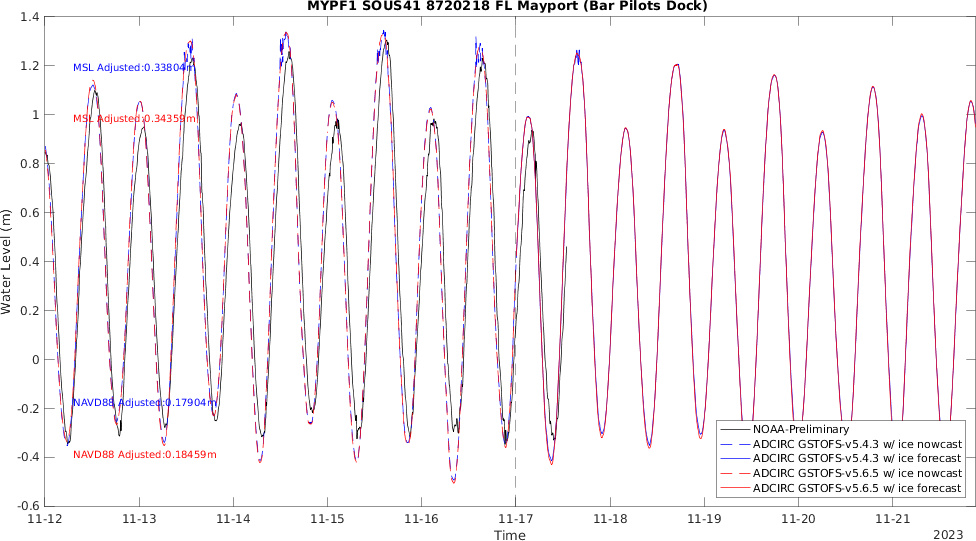 MYPF1 SOUS41 8720218 FL Mayport (Bar Pilots Dock)
1.4
1.2
1
0.8
0.6
0.4
0.2
0
-0.2
-0.4
-0.6
Water Level (m)
MSL Adjusted:0.33804m
MSL Adjusted:0.34359m
NAVD88 Adjusted:0.17904m
NAVD88 Adjusted:0.18459m
NOAA-Preliminary
ADCIRC GSTOFS-v5.4.3 w/ ice nowcast
ADCIRC GSTOFS-v5.4.3 w/ ice forecast
ADCIRC GSTOFS-v5.6.5 w/ ice nowcast
ADCIRC GSTOFS-v5.6.5 w/ ice forecast
11-12 11-13 11-14 11-15 11-16 11-17 11-18 11-19 11-20 11-21
Time
2023